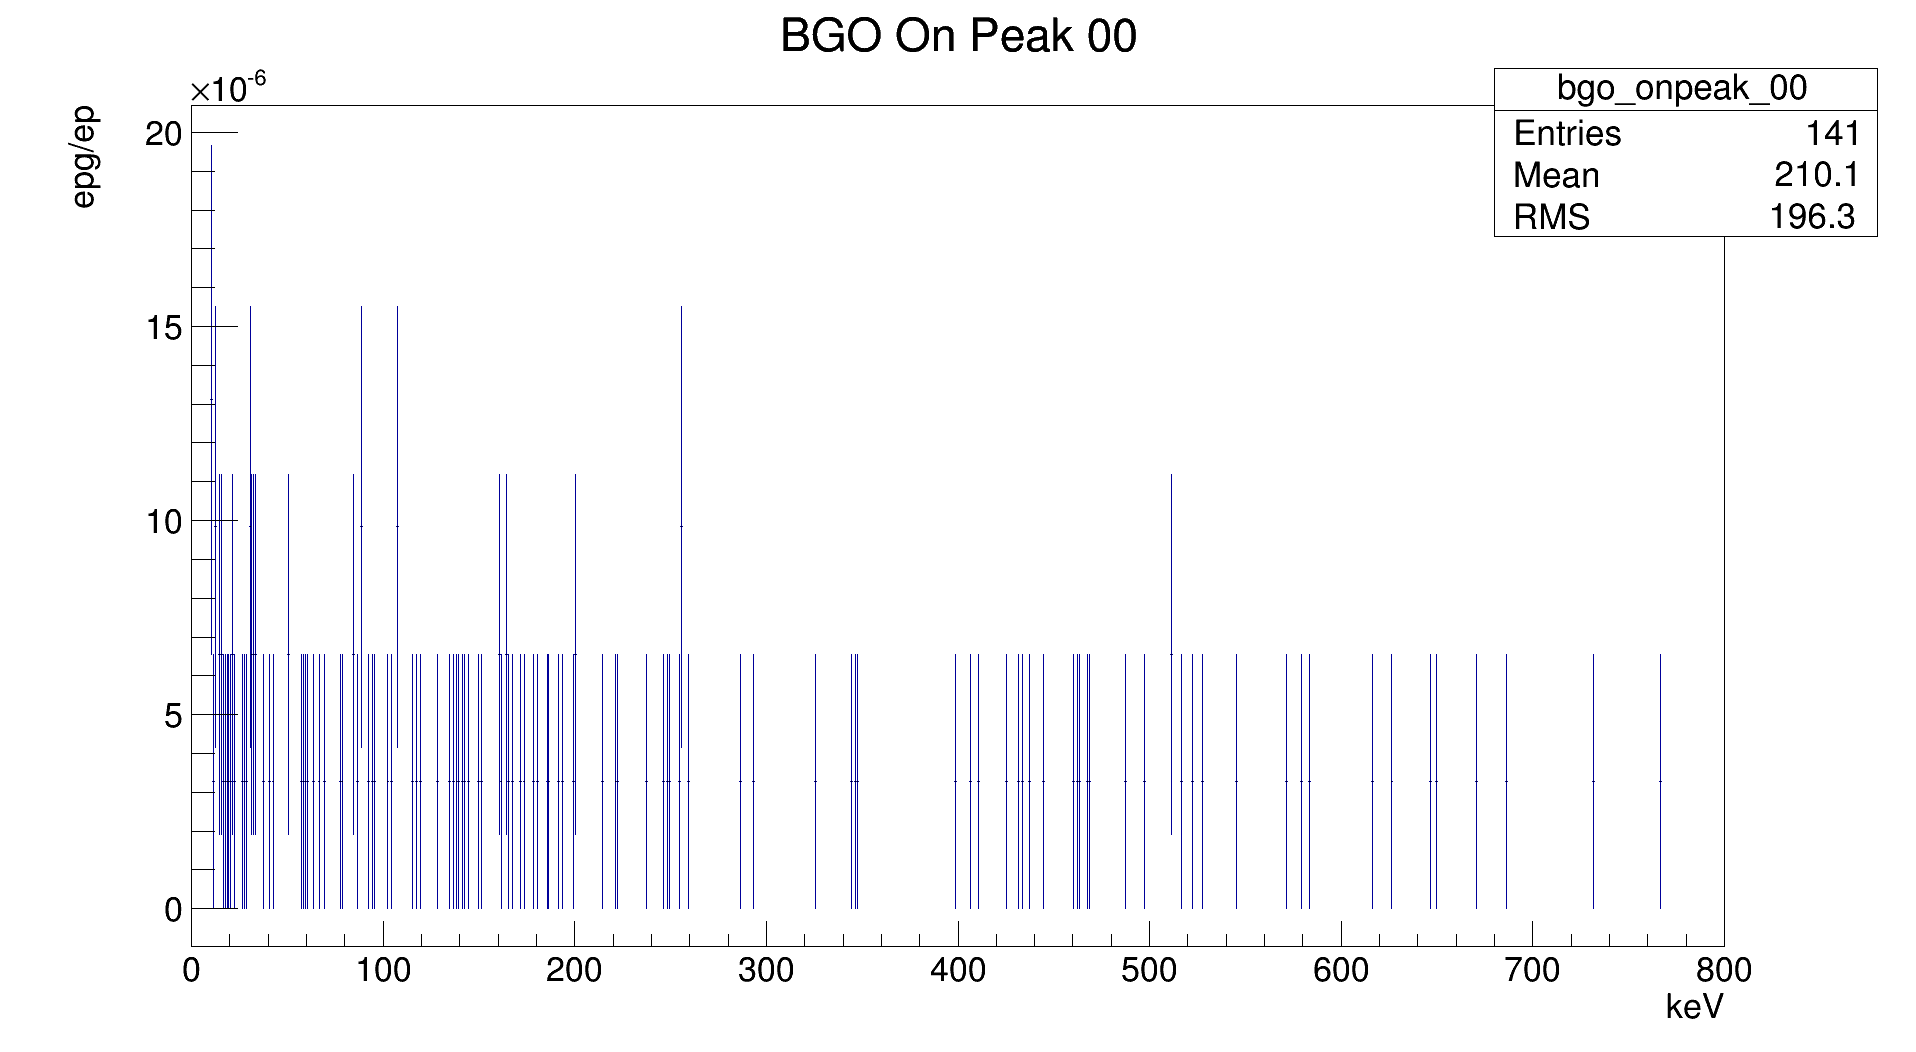 BGO On Peak 00
×10-6
epg/ep
bgo_onpeak_00
Entries 141
Mean 210.1
RMS 196.3
20
15
10
5
0
0 100 200 300 400 500 600 700 800
keV